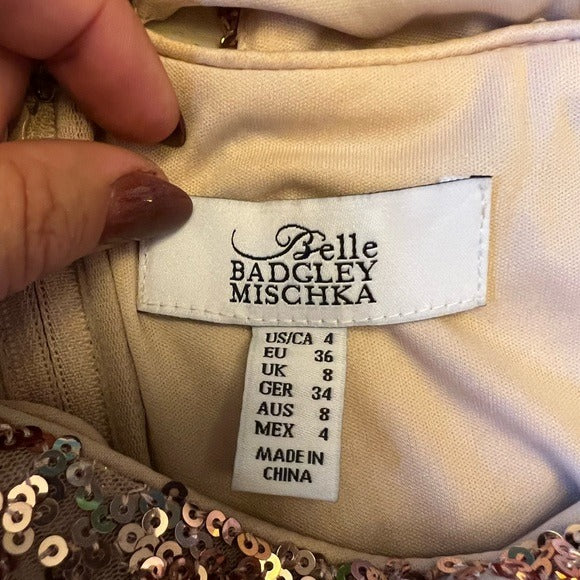 Belle
BADGLEY
MISCHKA
US/CA 4
EU 36
UK 8
GER 34
AUS 8
MEX 4
MADE IN
CHINA